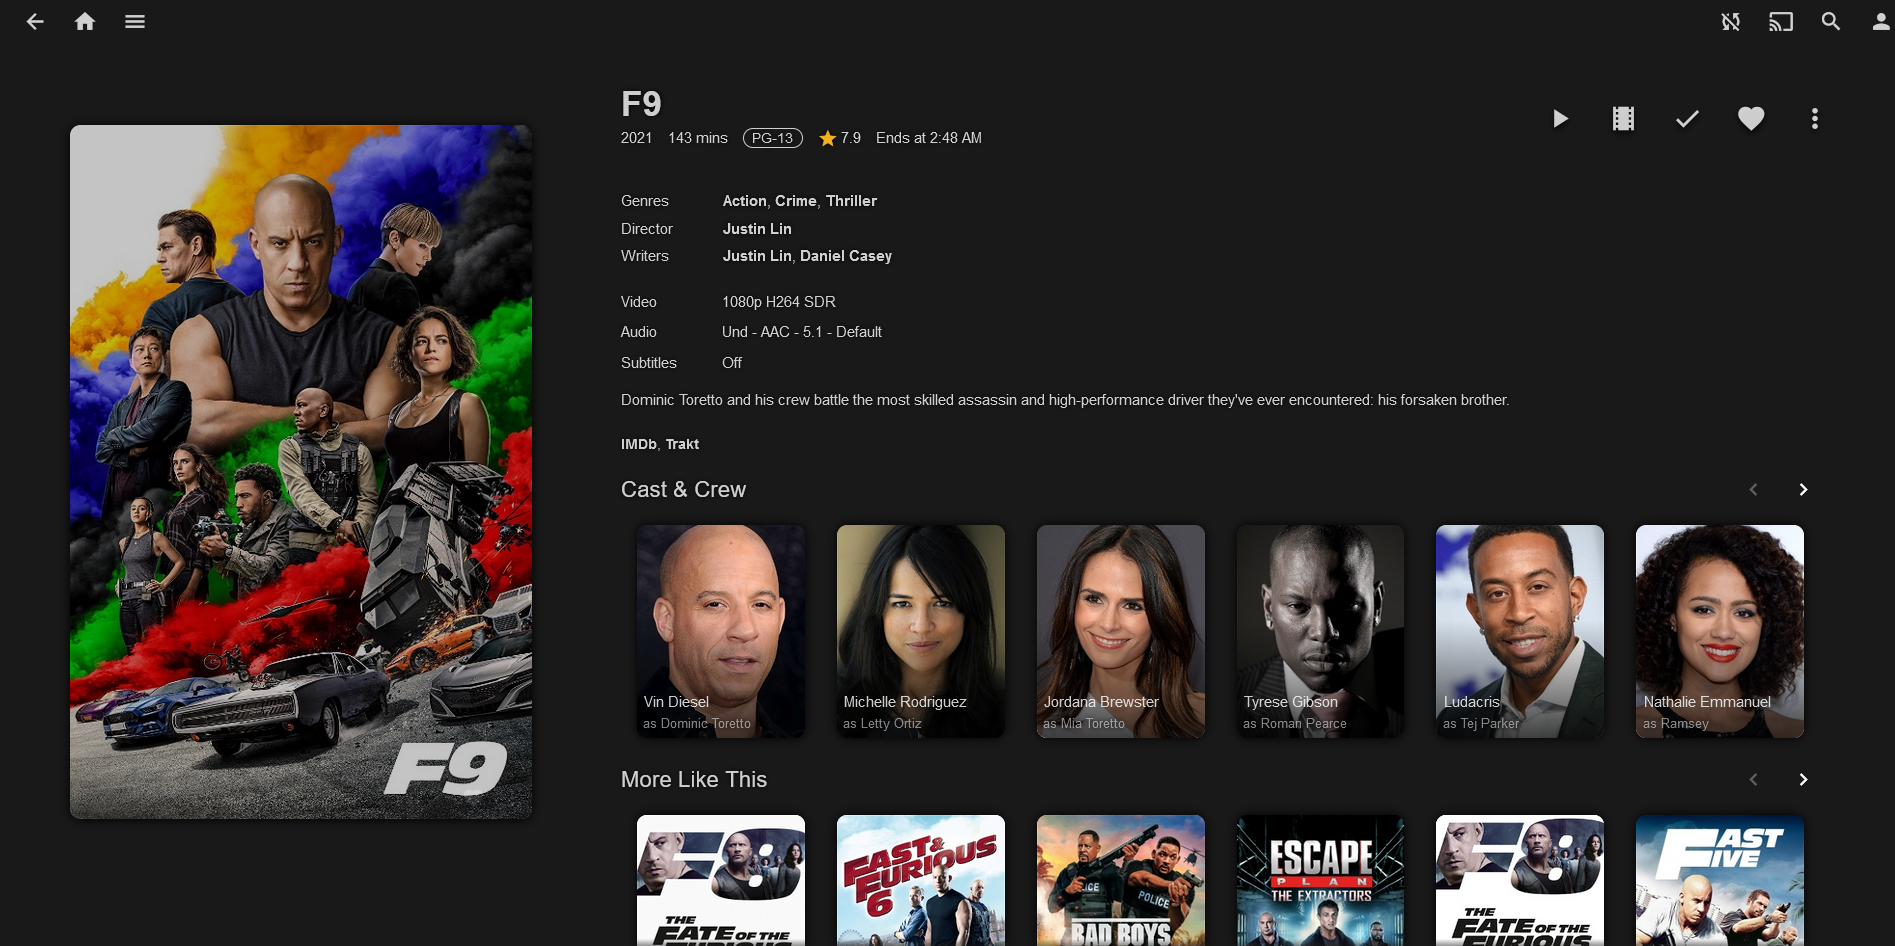 F9
2021 143 mins PG-13 7.9 Ends at 2:48 AM
Genres Action, Crime, Thriller
Director Justin Lin
Writers Justin Lin, Daniel Casey
Video 1080p H264 SDR
Audio Und - AAC - 5.1 - Default
Subtitles Off
Dominic Toretto and his crew battle the most skilled assassin and high-performance driver they've ever encountered: his forsaken brother.
IMDb, Trakt
F9
Cast & Crew
Vin Diesel
as Dominic Toretto
Michelle Rodriguez
as Letty Ortiz
Jordana Brewster
as Mia Toretto
Tyrese Gibson
as Roman Pearce
Ludacris
as Tej Parker
Nathalie Emmanuel
as Ramsey
More Like This
F8
THE
FATE OF THE
FURIOUS
FAST &
FURIOUS
6
POLICE
POLICE
BAD BOYS
ESCAPE
PLAN
THE EXTRACTORS
F8
THE
FATE OF THE
FURIOUS
FAST
FIVE